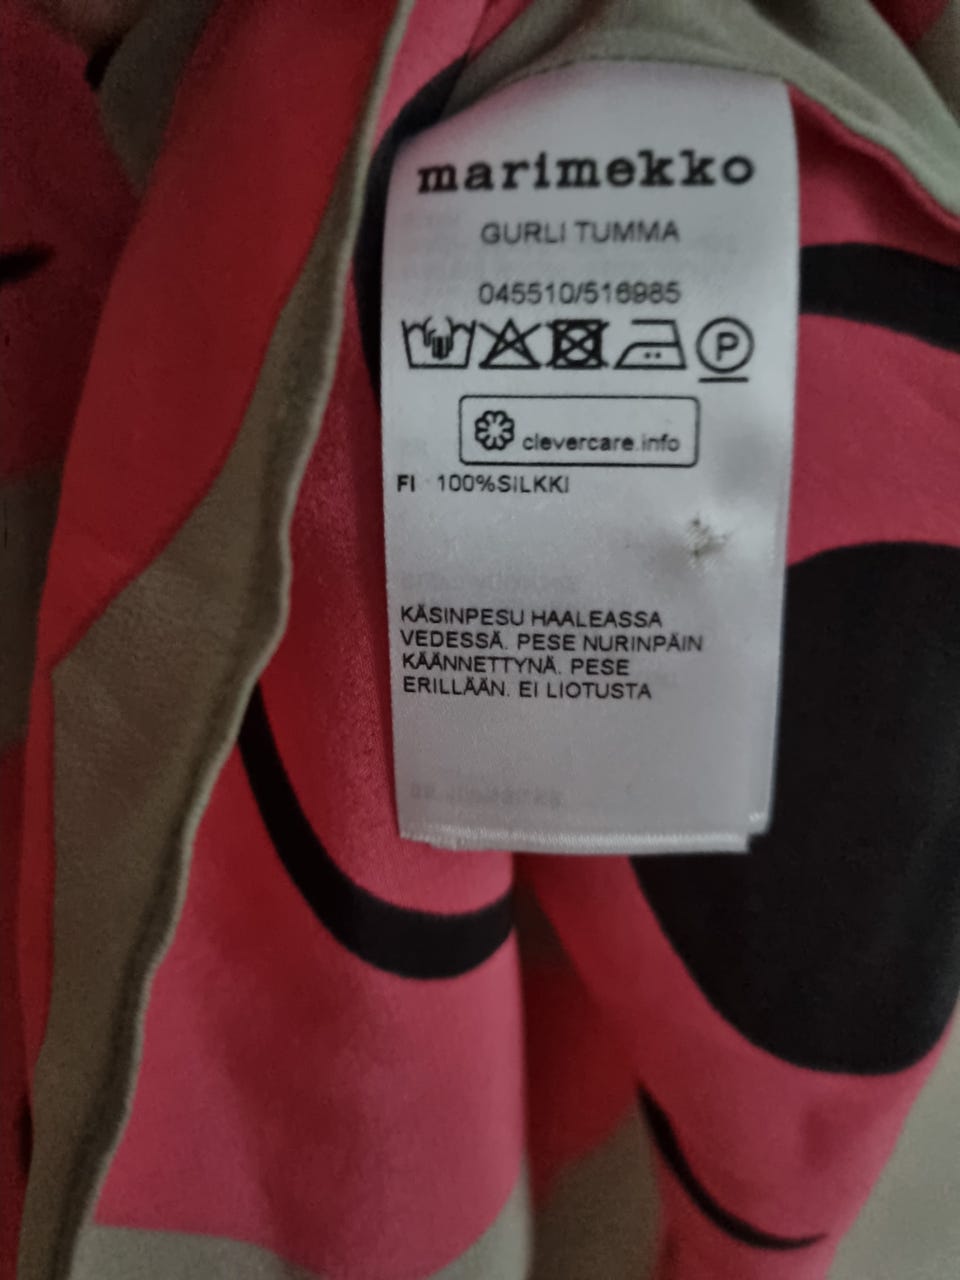 marimekko
GURLI TUMMA
045510/516985
P
clevercare.info
FI 100%SILKKI
KÄSINPESU HAALEASSA
VEDESSÄ. PESE NURINPÄIN
KÄÄNNETTYNÄ. PESE
ERILLÄÄN. EI LIOTUSTA